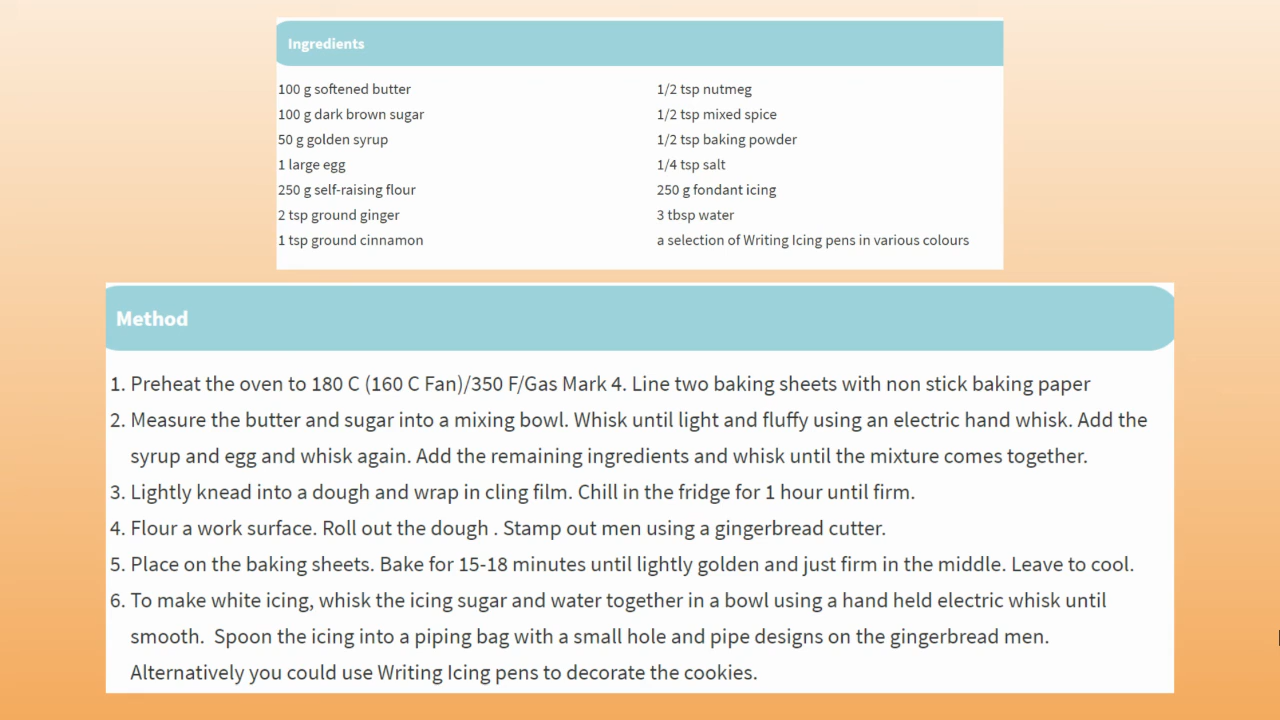 Ingredients
100 g softened butter
100 g dark brown sugar
50 g golden syrup
1 large egg
250 g self-raising flour
2 tsp ground ginger
1 tsp ground cinnamon
1/2 tsp nutmeg
1/2 tsp mixed spice
1/2 tsp baking powder
1/4 tsp salt
250 g fondant icing
3 tbsp water
a selection of Writing Icing pens in various colours
Method
1. Preheat the oven to 180 C (160 C Fan)/350 F/Gas Mark 4. Line two baking sheets with non stick baking paper
2. Measure the butter and sugar into a mixing bowl. Whisk until light and fluffy using an electric hand whisk. Add the
syrup and egg and whisk again. Add the remaining ingredients and whisk until the mixture comes together.
3. Lightly knead into a dough and wrap in cling film. Chill in the fridge for 1 hour until firm.
4. Flour a work surface. Roll out the dough . Stamp out men using a gingerbread cutter.
5. Place on the baking sheets. Bake for 15-18 minutes until lightly golden and just firm in the middle. Leave to cool.
6. To make white icing, whisk the icing sugar and water together in a bowl using a hand held electric whisk until
smooth.  Spoon the icing into a piping bag with a small hole and pipe designs on the gingerbread men.
Alternatively you could use Writing Icing pens to decorate the cookies.